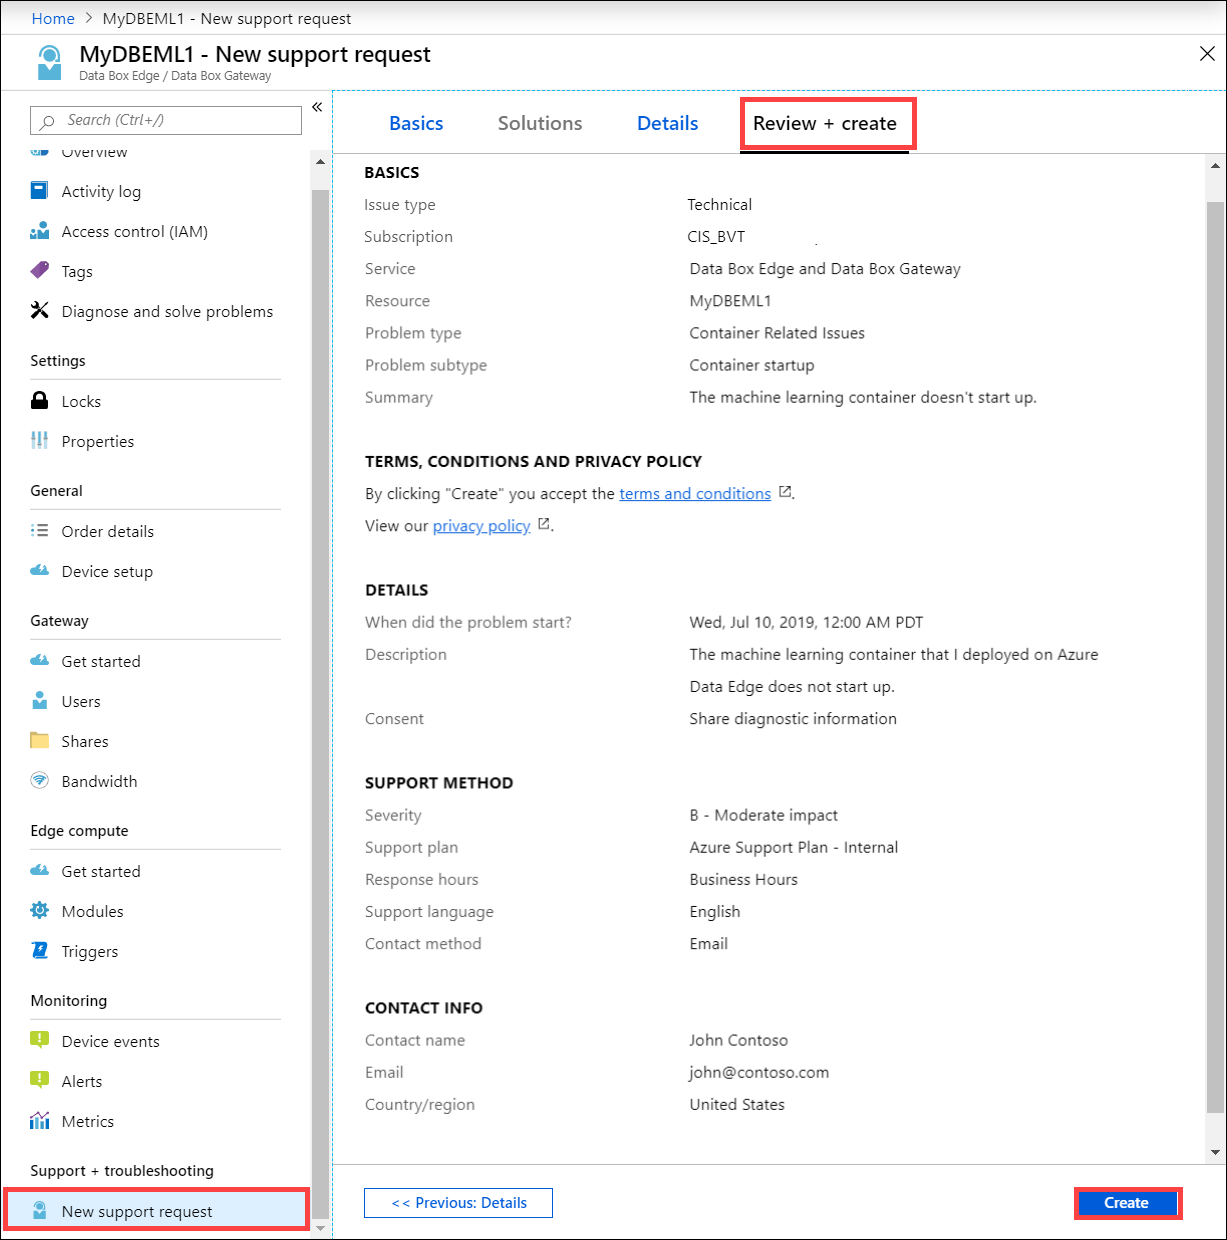 Home > MyDBEML1 - New support request
MyDBEML1 - New support request
Data Box Edge / Data Box Gateway
Search (Ctrl+/)
«
Overview
Activity log
Access control (IAM)
Tags
Diagnose and solve problems
Settings
Locks
Properties
General
Order details
Device setup
Gateway
Get started
Users
Shares
Bandwidth
Edge compute
Get started
Modules
Triggers
Monitoring
Device events
Alerts
Metrics
Support + troubleshooting
New support request
Basics Solutions Details Review + create
BASICS
Issue type Technical
Subscription CIS_BVT
Service Data Box Edge and Data Box Gateway
Resource MyDBEML1
Problem type Container Related Issues
Problem subtype Container startup
Summary The machine learning container doesn't start up.
TERMS, CONDITIONS AND PRIVACY POLICY
By clicking "Create" you accept the terms and conditions.
View our privacy policy.
DETAILS
When did the problem start? Wed, Jul 10, 2019, 12:00 AM PDT
Description The machine learning container that I deployed on Azure
Data Edge does not start up.
Consent Share diagnostic information
SUPPORT METHOD
Severity B - Moderate impact
Support plan Azure Support Plan - Internal
Response hours Business Hours
Support language English
Contact method Email
CONTACT INFO
Contact name John Contoso
Email john@contoso.com
Country/region United States
<< Previous: Details Create